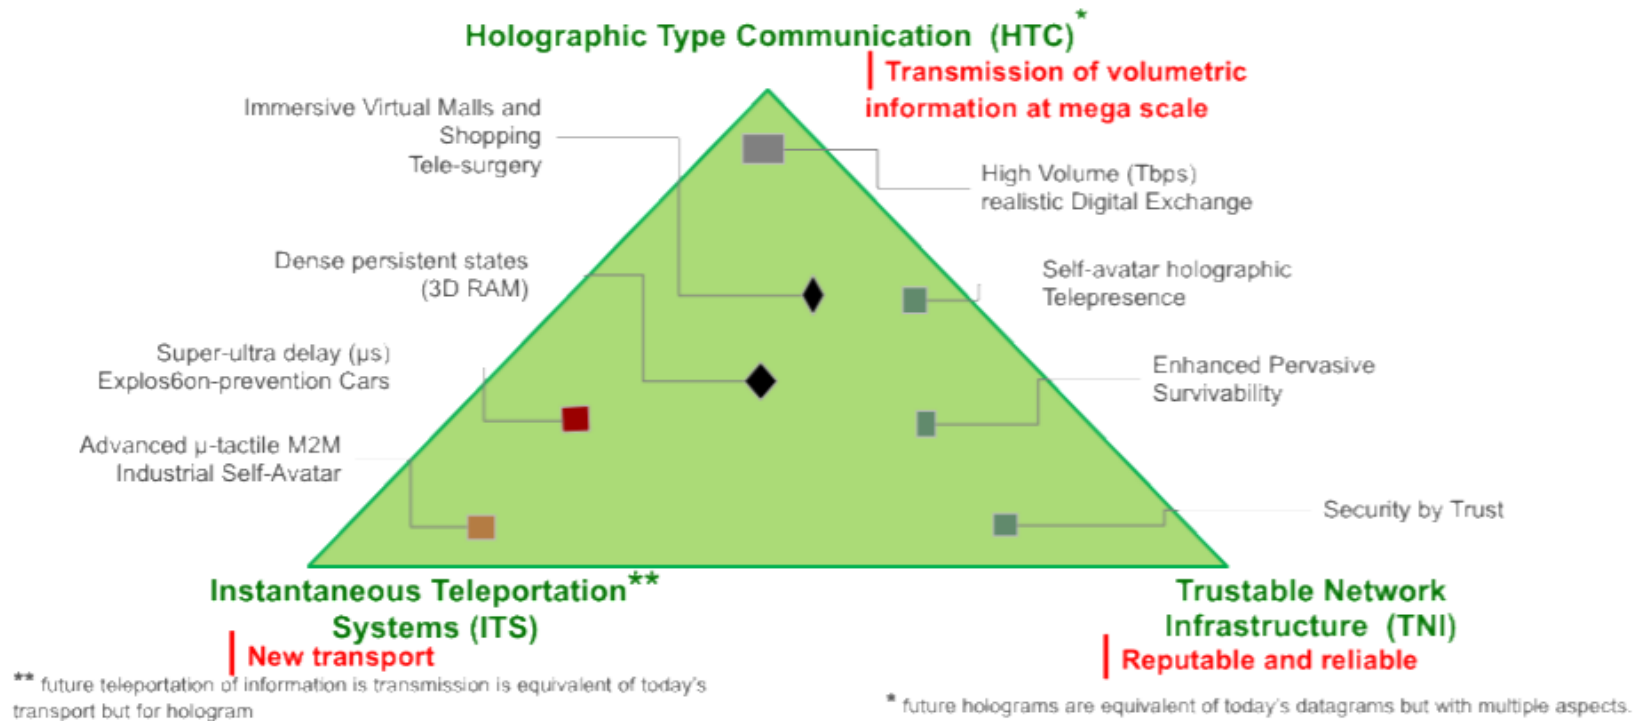 Holographic Type Communication (HTC)*
Transmission of volumetric
information at mega scale
Immersive Virtual Malls and
Shopping
Tele-surgery
High Volume (Tbps)
realistic Digital Exchange
Dense persistent states
(3D RAM)
Self-avatar holographic
Telepresence
Super-ultra delay (µs)
Explos6on-prevention Cars
Enhanced Pervasive
Survivability
Advanced µ-tactile M2M
Industrial Self-Avatar
Security by Trust
Instantaneous Teleportation**
Systems (ITS)
New transport
Trustable Network
Infrastructure (TNI)
Reputable and reliable
** future teleportation of information is transmission is equivalent of today's
transport but for hologram
* future holograms are equivalent of today's datagrams but with multiple aspects.